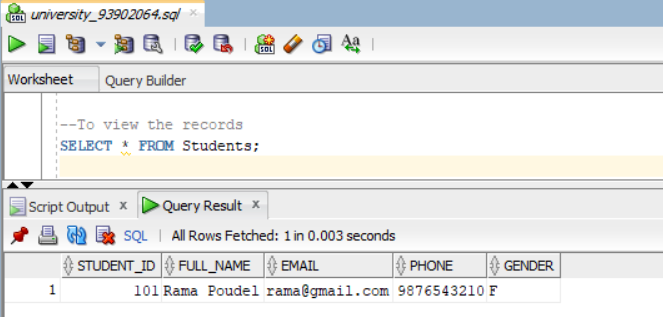 university_93902064.sql
Worksheet Query Builder
--To view the records
SELECT * FROM Students;
Script Output x Query Result x
SQL | All Rows Fetched: 1 in 0.003 seconds
STUDENT_ID FULL_NAME EMAIL PHONE GENDER
1 101 Rama Poudel rama@gmail.com 9876543210 F